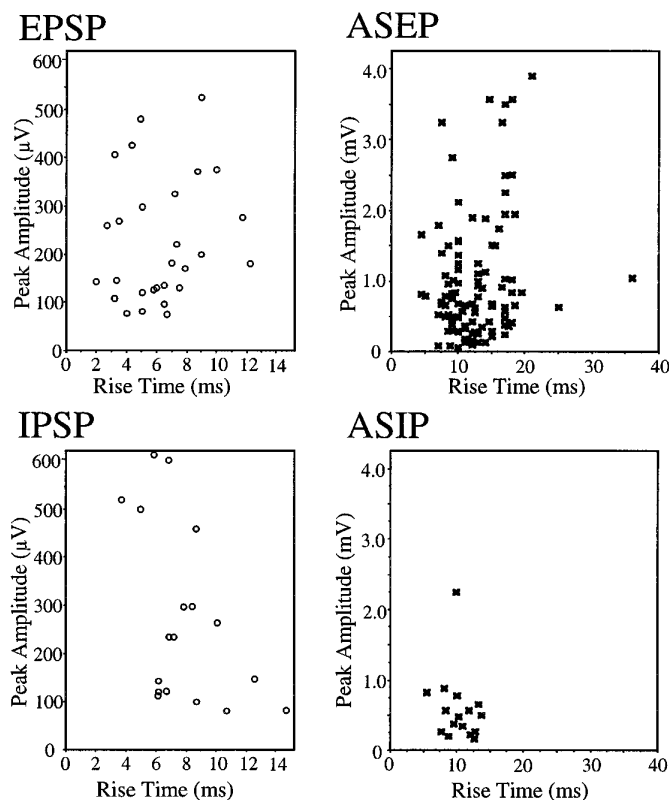 EPSP
Peak Amplitude (µV)
600
500
400
300
200
100
0
0 2 4 6 8 10 12 14
Rise Time (ms)
ASEP
Peak Amplitude (mV)
4.0
3.0
2.0
1.0
0
0 10 20 30 40
Rise Time (ms)
IPSP
Peak Amplitude (µV)
600
500
400
300
200
100
0
0 2 4 6 8 10 12 14
Rise Time (ms)
ASIP
Peak Amplitude (mV)
4.0
3.0
2.0
1.0
0
0 10 20 30 40
Rise Time (ms)